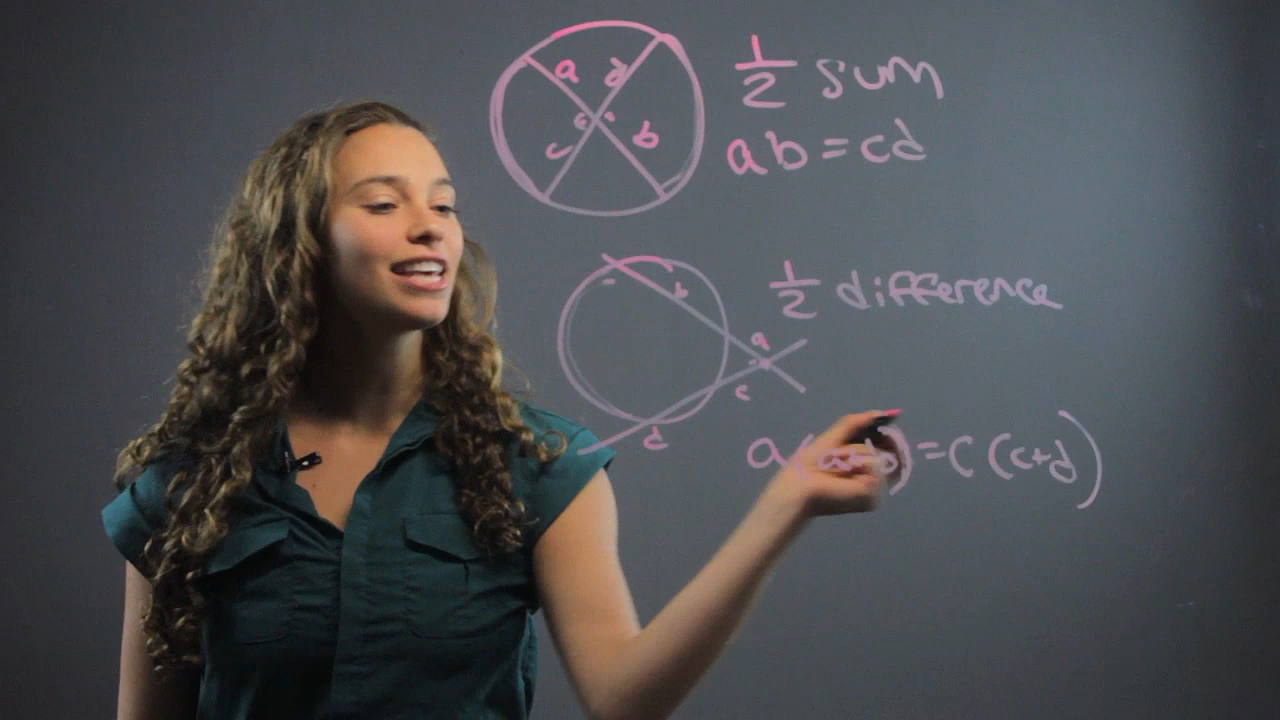 a d
c b
1/2 sum
ab=cd
b
1/2 difference
a
c
d
a(a+b)=c(c+d)